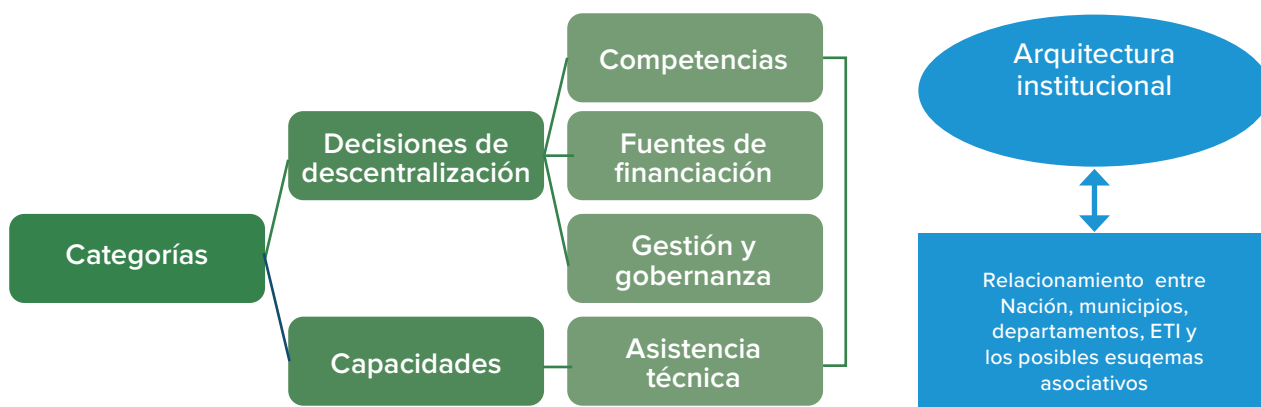 Categorías
Decisiones de
descentralización
Capacidades
Competencias
Fuentes de
financiación
Gestión y
gobernanza
Asistencia
técnica
Arquitectura
institucional
Relacionamiento entre
Nación, municipios,
departamentos, ETI y
los posibles esuqemas
asociativos